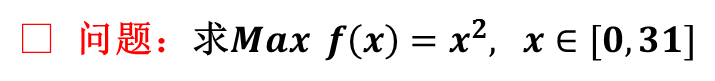 □ 问题：求Max f(x) = x², x ∈ [0, 31]